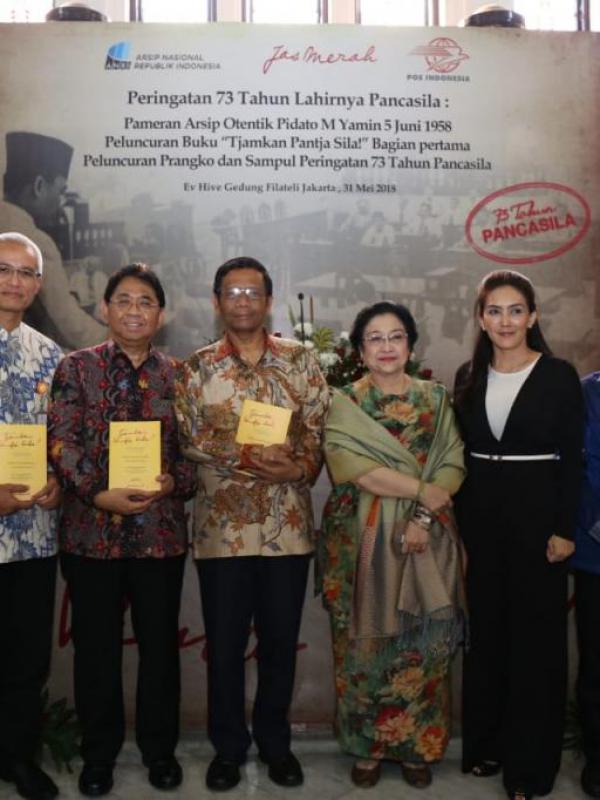 ANRI
ARSIP NASIONAL
REPUBLIK INDONESIA
Jas Merah
POS INDONESIA
Peringatan 73 Tahun Lahirnya Pancasila :
Pameran Arsip Otentik Pidato M Yamin 5 Juni 1958
Peluncuran Buku "Tjamkan Pantja Sila!" Bagian pertama
Peluncuran Prangko dan Sampul Peringatan 73 Tahun Pancasila
Ev Hive Gedung Filateli Jakarta , 31 Mei 2018
73 Tahun
PANCASILA